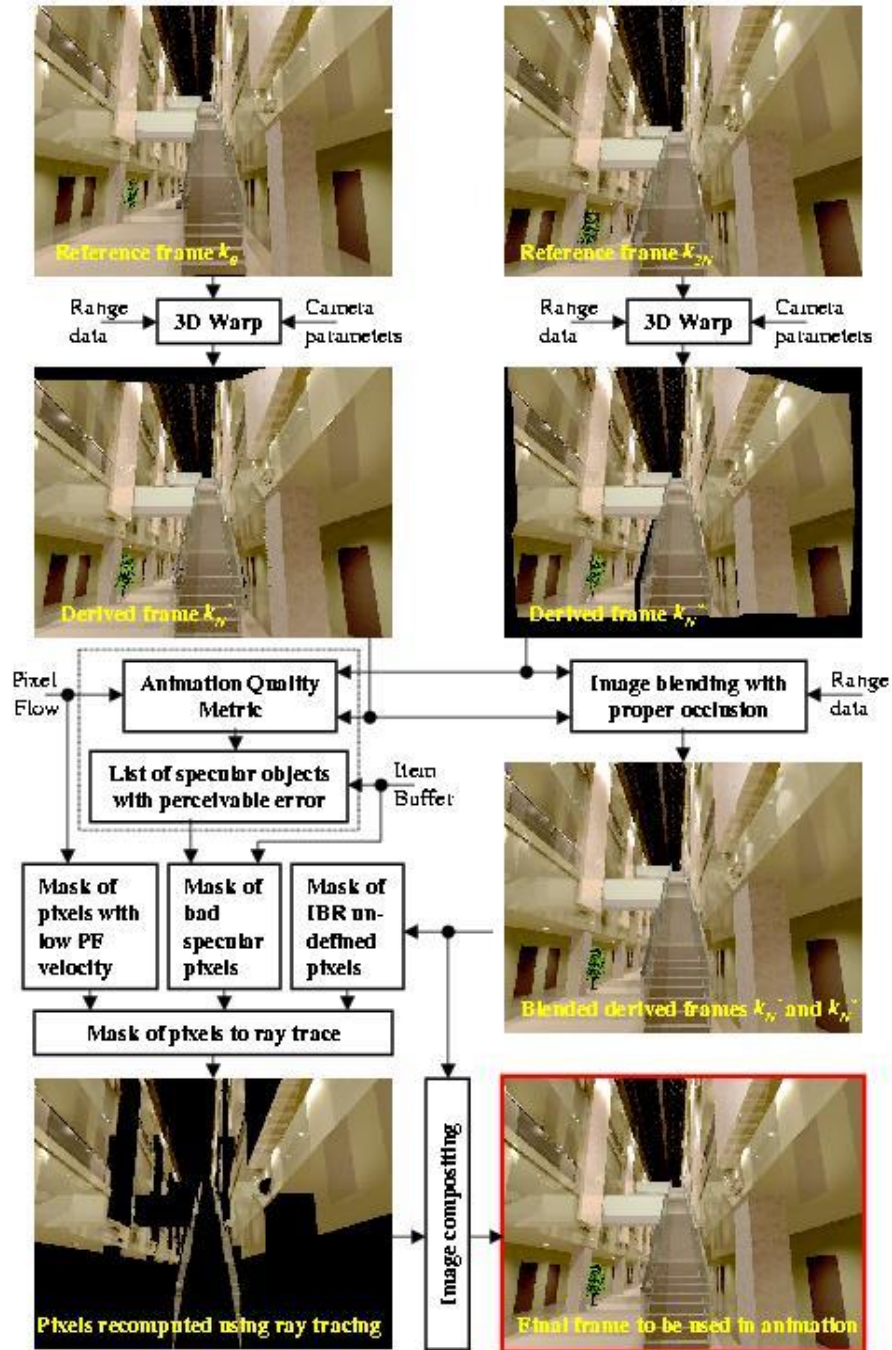 Reference frame k₀
Reference frame k₂N
Range
data
3D Warp
Camera
parameters
Range
data
3D Warp
Camera
parameters
Derived frame k'N
Derived frame k''N
Pixel
Flow
Animation Quality
Metric
Image blending with
proper occlusion
Range
data
List of specular objects
with perceivable error
Item
Buffer
Mask of
pixels with
low PF
velocity
Mask of
bad
specular
pixels
Mask of
IBR un-
defined
pixels
Blended derived frames k'N and k''N
Mask of pixels to ray trace
Image compositing
Pixels recomputed using ray tracing
Final frame to be used in animation